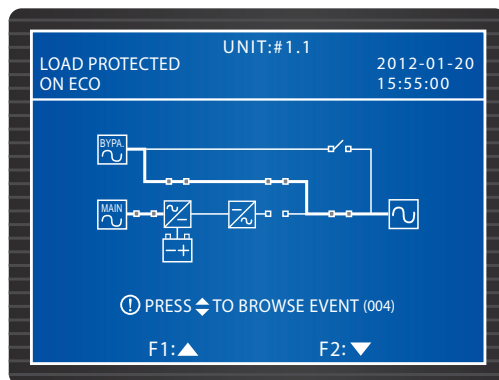 UNIT:#1.1
LOAD PROTECTED
ON ECO
2012-01-20
15:55:00
BYPA.
MAIN
PRESS TO BROWSE EVENT (004)
F1:
F2: